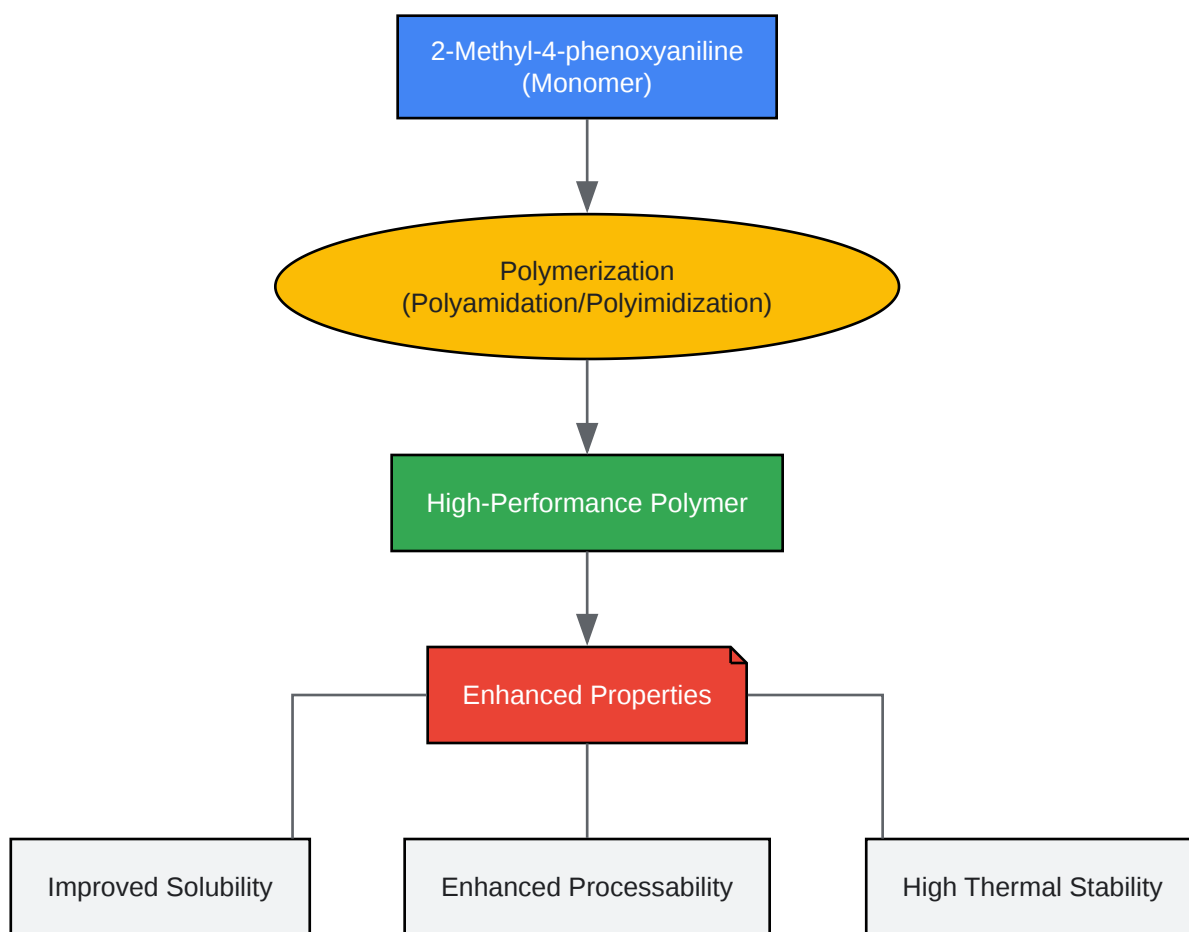 2-Methyl-4-phenoxyaniline
(Monomer)
Polymerization
(Polyamidation/Polyimidization)
High-Performance Polymer
Enhanced Properties
Improved Solubility
Enhanced Processability
High Thermal Stability